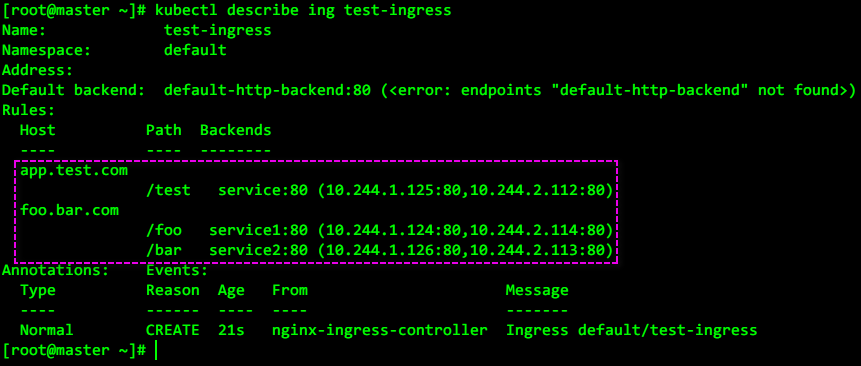 [root@master ~]# kubectl describe ing test-ingress
Name:             test-ingress
Namespace:        default
Address:
Default backend:  default-http-backend:80 (<error: endpoints "default-http-backend" not found>)
Rules:
  Host          Path  Backends
  ----          ----  --------
  app.test.com
                /test   service:80 (10.244.1.125:80,10.244.2.112:80)
  foo.bar.com
                /foo   service1:80 (10.244.1.124:80,10.244.2.114:80)
                /bar   service2:80 (10.244.1.126:80,10.244.2.113:80)
Annotations:    Events:
  Type          Reason  Age   From                      Message
  ----          ------  ----  ----                      -------
  Normal        CREATE  21s   nginx-ingress-controller  Ingress default/test-ingress
[root@master ~]#